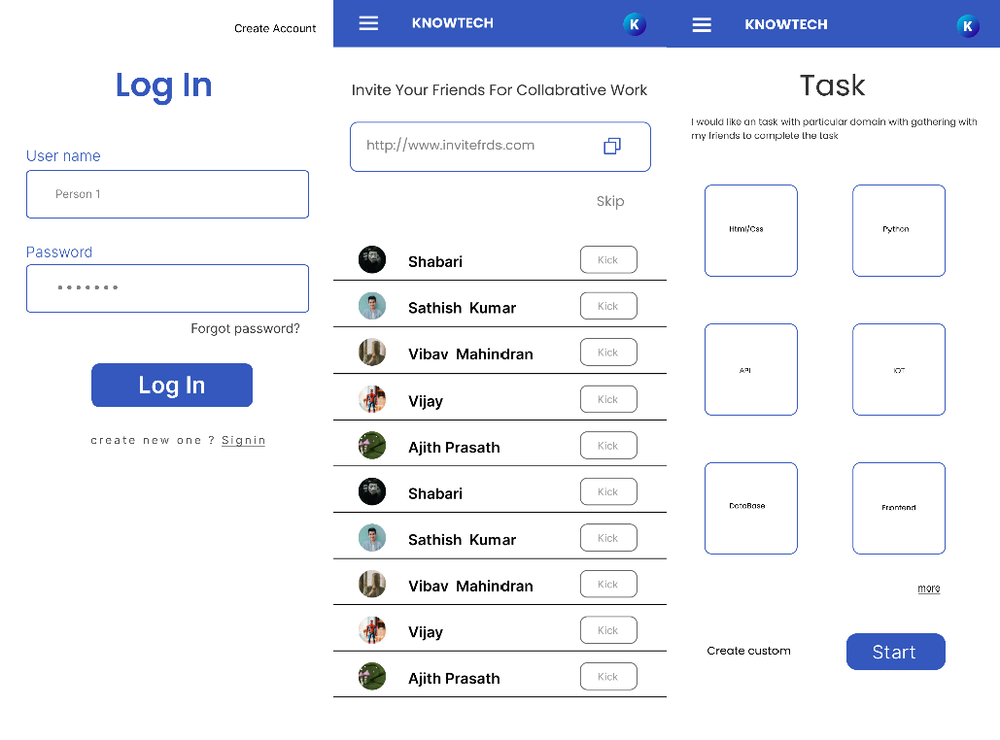 Create Account
Log In
User name
Person 1
Password
•••••••
Forgot password?
Log In
create new one ? Signin
KNOWTECH
K
Invite Your Friends For Collabrative Work
http://www.invitefrds.com
Skip
Shabari Kick
Sathish Kumar Kick
Vibav Mahindran Kick
Vijay Kick
Ajith Prasath Kick
Shabari Kick
Sathish Kumar Kick
Vibav Mahindran Kick
Vijay Kick
Ajith Prasath Kick
KNOWTECH
K
Task
I would like an task with particular domain with gathering with
my friends to complete the task
Html/Css Python
API IOT
DataBase Frontend
more
Create custom Start